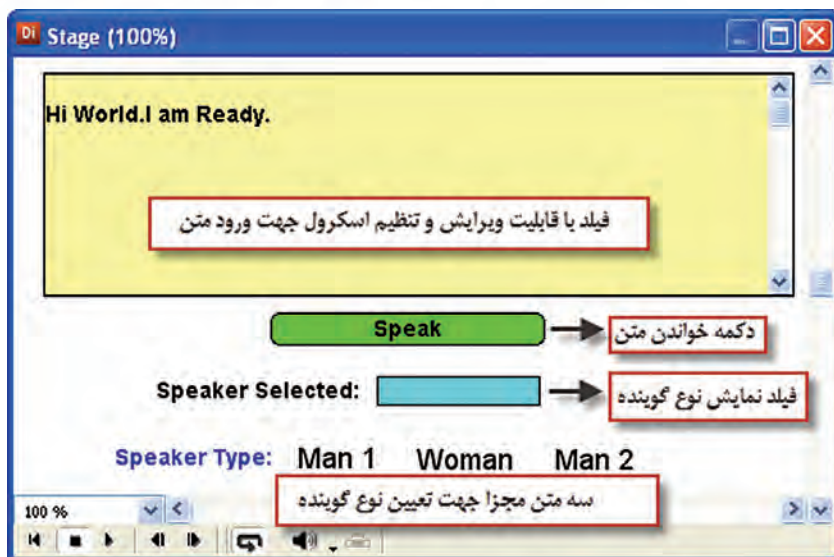 Di Stage (100%)
Hi World.I am Ready.
فیلد با قابلیت ویرایش و تنظیم اسکرول جهت ورود متن
Speak
دکمه خواندن متن
Speaker Selected:
فیلد نمایش نوع گوینده
Speaker Type: Man 1 Woman Man 2
سه متن مجزا جهت تعیین نوع گوینده
100 %